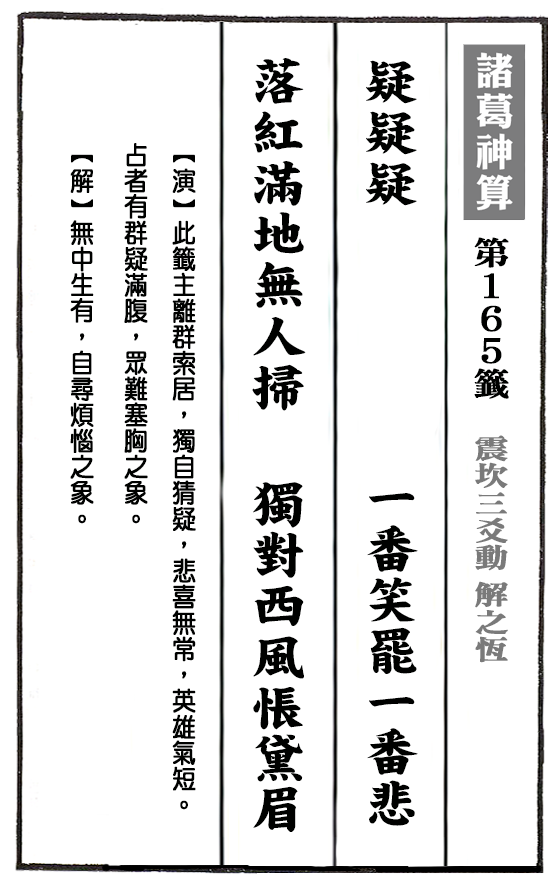 諸葛神算 第165籤 震坎三爻動 解之恆
疑疑疑 一番笑罷一番悲
落紅滿地無人掃 獨對西風悵黛眉
【演】此籤主離群索居，獨自猜疑，悲喜無常，英雄氣短。
占者有群疑滿腹，眾難塞胸之象。
【解】無中生有，自尋煩惱之象。